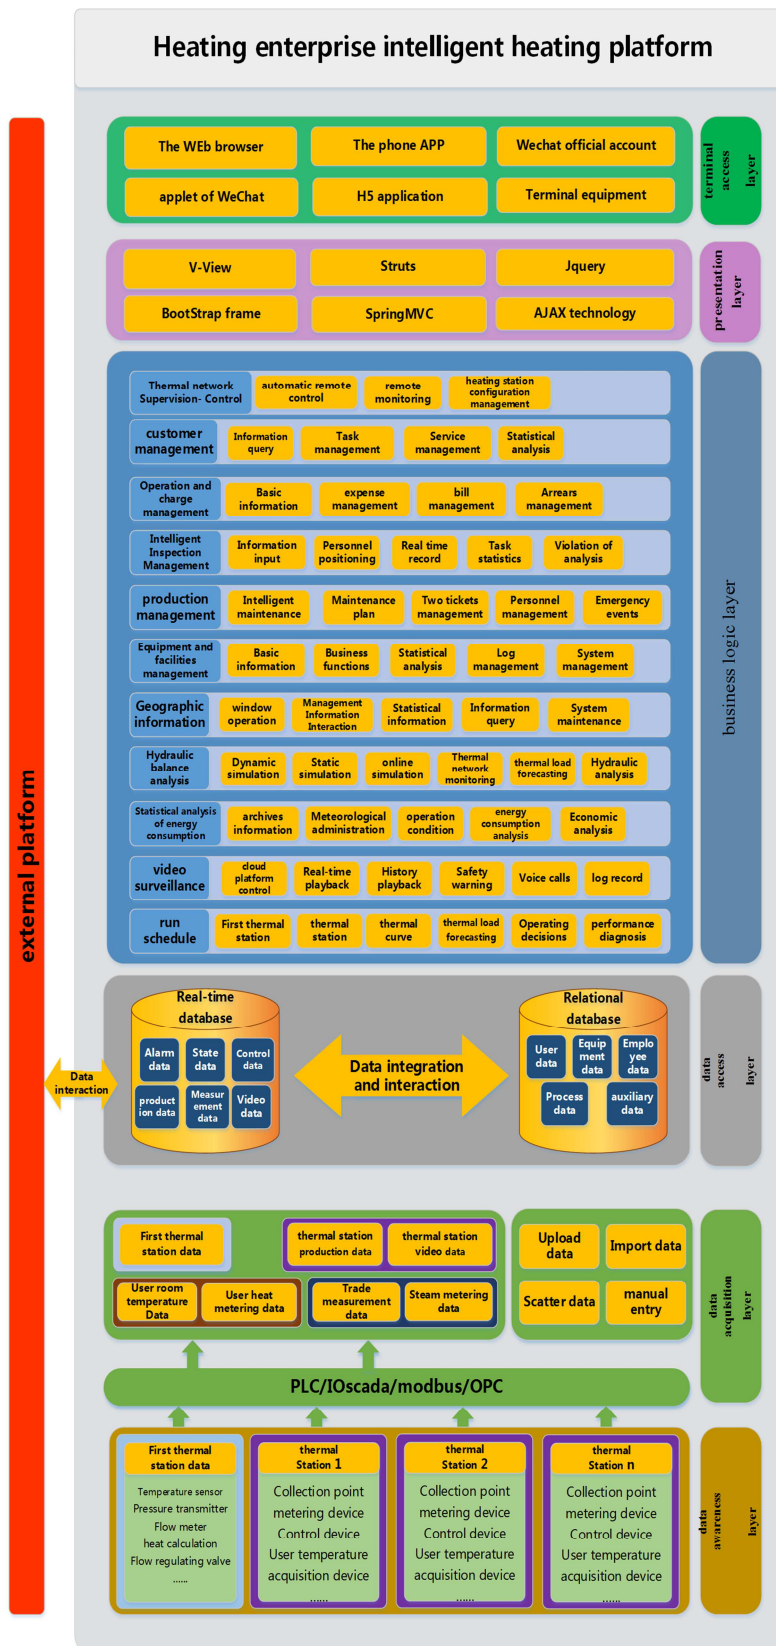 Heating enterprise intelligent heating platform
external platform
The WEb browser
The phone APP
Wechat official account
applet of WeChat
H5 application
Terminal equipment
terminal
access
layer
V-View
Struts
Jquery
BootStrap frame
SpringMVC
AJAX technology
presentation
layer
business logic layer
Thermal network
Supervision- Control
automatic remote
control
remote
monitoring
heating station
configuration
management
customer
management
Information
query
Task
management
Service
management
Statistical
analysis
Operation and
charge
management
Basic
information
expense
management
bill
management
Arrears
management
Intelligent
Inspection
Management
Information
input
Personnel
positioning
Real time
record
Task
statistics
Violation of
analysis
production
management
Intelligent
maintenance
Maintenance
plan
Two tickets
management
Personnel
management
Emergency
events
Equipment and
facilities
management
Basic
information
Business
functions
Statistical
analysis
Log
management
System
management
Geographic
information
window
operation
Management
Information
Interaction
Statistical
information
Information
query
System
maintenance
Hydraulic
balance
analysis
Dynamic
simulation
Static
simulation
online
simulation
Thermal
network
monitoring
thermal load
forecasting
Hydraulic
analysis
Statistical analysis
of energy
consumption
archives
information
Meteorological
administration
operation
condition
energy
consumption
analysis
Economic
analysis
video
surveillance
cloud
platform
control
Real-time
playback
History
playback
Safety
warning
Voice calls
log record
run
schedule
First thermal
station
thermal
station
thermal
curve
thermal load
forecasting
Operating
decisions
performance
diagnosis
Data
interaction
Real-time
database
Alarm
data
State
data
Control
data
product
ion data
Measur
ement
data
Video
data
Data integration
and interaction
Relational
database
User
data
Equip
ment
data
Emplo
yee
data
Process
data
auxiliary
data
data
access
layer
First thermal
station data
thermal station
production data
thermal station
video data
User room
temperature
Data
User heat
metering data
Trade
measurement
data
Steam metering
data
Upload
data
Import data
Scatter data
manual
entry
data
acquisition
layer
PLC/IOscada/modbus/OPC
First thermal
station data
Temperature sensor
Pressure transmitter
Flow meter
heat calculation
Flow regulating valve
......
thermal
Station 1
Collection point
metering device
Control device
User temperature
acquisition device
......
thermal
Station 2
Collection point
metering device
Control device
User temperature
acquisition device
......
thermal
Station n
Collection point
metering device
Control device
User temperature
acquisition device
......
data
awareness
layer